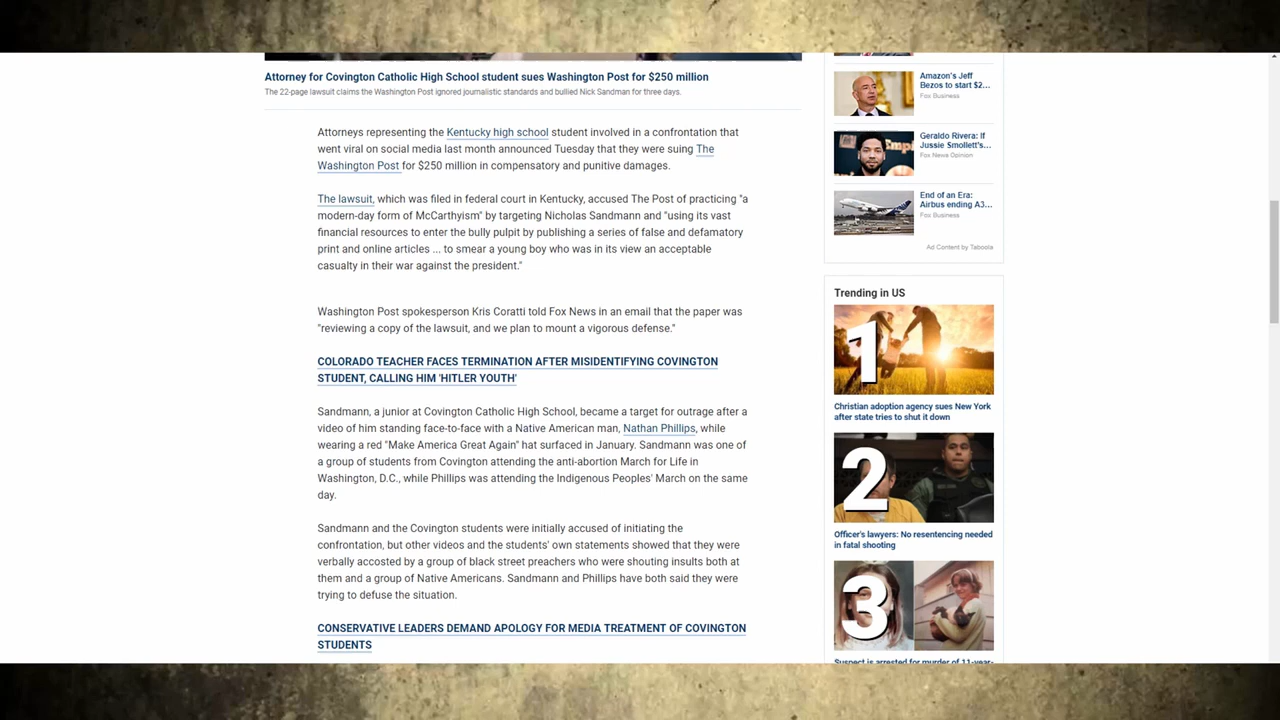 Attorney for Covington Catholic High School student sues Washington Post for $250 million
The 22-page lawsuit claims the Washington Post ignored journalistic standards and bullied Nick Sandman for three days.
Attorneys representing the Kentucky high school student involved in a confrontation that
went viral on social media last month announced Tuesday that they were suing The
Washington Post for $250 million in compensatory and punitive damages.
The lawsuit, which was filed in federal court in Kentucky, accused The Post of practicing "a
modern-day form of McCarthyism" by targeting Nicholas Sandmann and "using its vast
financial resources to enter the bully pulpit by publishing a series of false and defamatory
print and online articles ... to smear a young boy who was in its view an acceptable
casualty in their war against the president."
Washington Post spokesperson Kris Coratti told Fox News in an email that the paper was
"reviewing a copy of the lawsuit, and we plan to mount a vigorous defense."
COLORADO TEACHER FACES TERMINATION AFTER MISIDENTIFYING COVINGTON
STUDENT, CALLING HIM 'HITLER YOUTH'
Sandmann, a junior at Covington Catholic High School, became a target for outrage after a
video of him standing face-to-face with a Native American man, Nathan Phillips, while
wearing a red "Make America Great Again" hat surfaced in January. Sandmann was one of
a group of students from Covington attending the anti-abortion March for Life in
Washington, D.C., while Phillips was attending the Indigenous Peoples' March on the same
day.
Sandmann and the Covington students were initially accused of initiating the
confrontation, but other videos and the students' own statements showed that they were
verbally accosted by a group of black street preachers who were shouting insults both at
them and a group of Native Americans. Sandmann and Phillips have both said they were
trying to defuse the situation.
CONSERVATIVE LEADERS DEMAND APOLOGY FOR MEDIA TREATMENT OF COVINGTON
STUDENTS
Amazon's Jeff
Bezos to start $2...
Fox Business
Geraldo Rivera: If
Jussie Smollett's...
Fox News Opinion
End of an Era:
Airbus ending A3...
Fox Business
Ad Content by Taboola
Trending in US
1
Christian adoption agency sues New York
after state tries to shut it down
2
Officer's lawyers: No resentencing needed
in fatal shooting
3
Suspect is arrested for murder of 11-year-